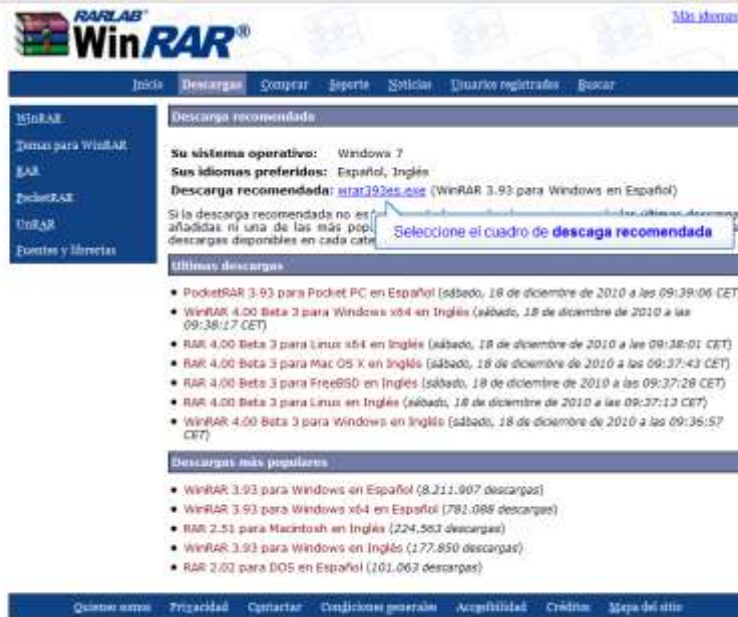 RARLAB®
WinRAR®
Más idiomas
Inicio Descargas Comprar Soporte Noticias Usuarios registrados Buscar
WinRAR
Temas para WinRAR
RAR
PocketRAR
UnRAR
Fuentes y librerías
Descarga recomendada
Su sistema operativo: Windows 7
Sus idiomas preferidos: Español, Inglés
Descarga recomendada: wrar393es.exe (WinRAR 3.93 para Windows en Español)
Si la descarga recomendada no es las últimas descargas
añadidas ni una de las más pop
descargas disponibles en cada cate
Seleccione el cuadro de descaga recomendada
Ultimas descargas
PocketRAR 3.93 para Pocket PC en Español (sábado, 18 de diciembre de 2010 a las 09:39:06 CET)
WinRAR 4.00 Beta 3 para Windows x64 en Inglés (sábado, 18 de diciembre de 2010 a las
09:38:17 CET)
RAR 4.00 Beta 3 para Linux x64 en Inglés (sábado, 18 de diciembre de 2010 a las 09:38:01 CET)
RAR 4.00 Beta 3 para Mac OS X en Inglés (sábado, 18 de diciembre de 2010 a las 09:37:43 CET)
RAR 4.00 Beta 3 para FreeBSD en Inglés (sábado, 18 de diciembre de 2010 a las 09:37:28 CET)
RAR 4.00 Beta 3 para Linux en Inglés (sábado, 18 de diciembre de 2010 a las 09:37:13 CET)
WinRAR 4.00 Beta 3 para Windows en Inglés (sábado, 18 de diciembre de 2010 a las 09:36:57
CET)
Descargas más populares
WinRAR 3.93 para Windows en Español (8.211.907 descargas)
WinRAR 3.93 para Windows x64 en Español (781.088 descargas)
RAR 2.51 para Macintosh en Inglés (224.563 descargas)
WinRAR 3.93 para Windows en Inglés (177.850 descargas)
RAR 2.02 para DOS en Español (101.063 descargas)
Quienes somos Privacidad Contactar Condiciones generales Accesibilidad Créditos Mapa del sitio